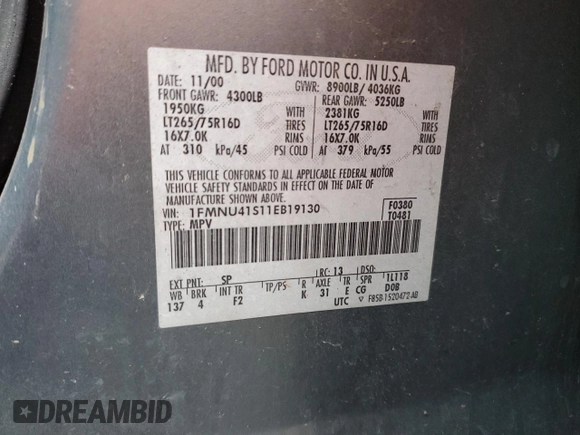 MFD. BY FORD MOTOR CO. IN U.S.A.
DATE: 11/00 GVWR: 8900LB/ 4036KG
FRONT GAWR: 4300LB REAR GAWR: 5250LB
1950KG WITH 2381KG WITH
LT265/75R16D TIRES LT265/75R16D TIRES
16X7.0K RIMS 16X7.0K RIMS
AT 310 kPa/45 PSI COLD AT 379 kPa/55 PSI COLD
THIS VEHICLE CONFORMS TO ALL APPLICABLE FEDERAL MOTOR
VEHICLE SAFETY STANDARDS IN EFFECT ON THE DATE OF
MANUFACTURE SHOWN ABOVE.
VIN: 1FMNU41S11EB19130 F0380
TYPE: MPV T0481
EXT PNT: SP RC: 13 DSO:
WB BRK TP/PS R AXLE TR SPR 1L118
137 4 F2 K 31 E CG D0B
UTC F85B-1520472-AB
DREAMBID